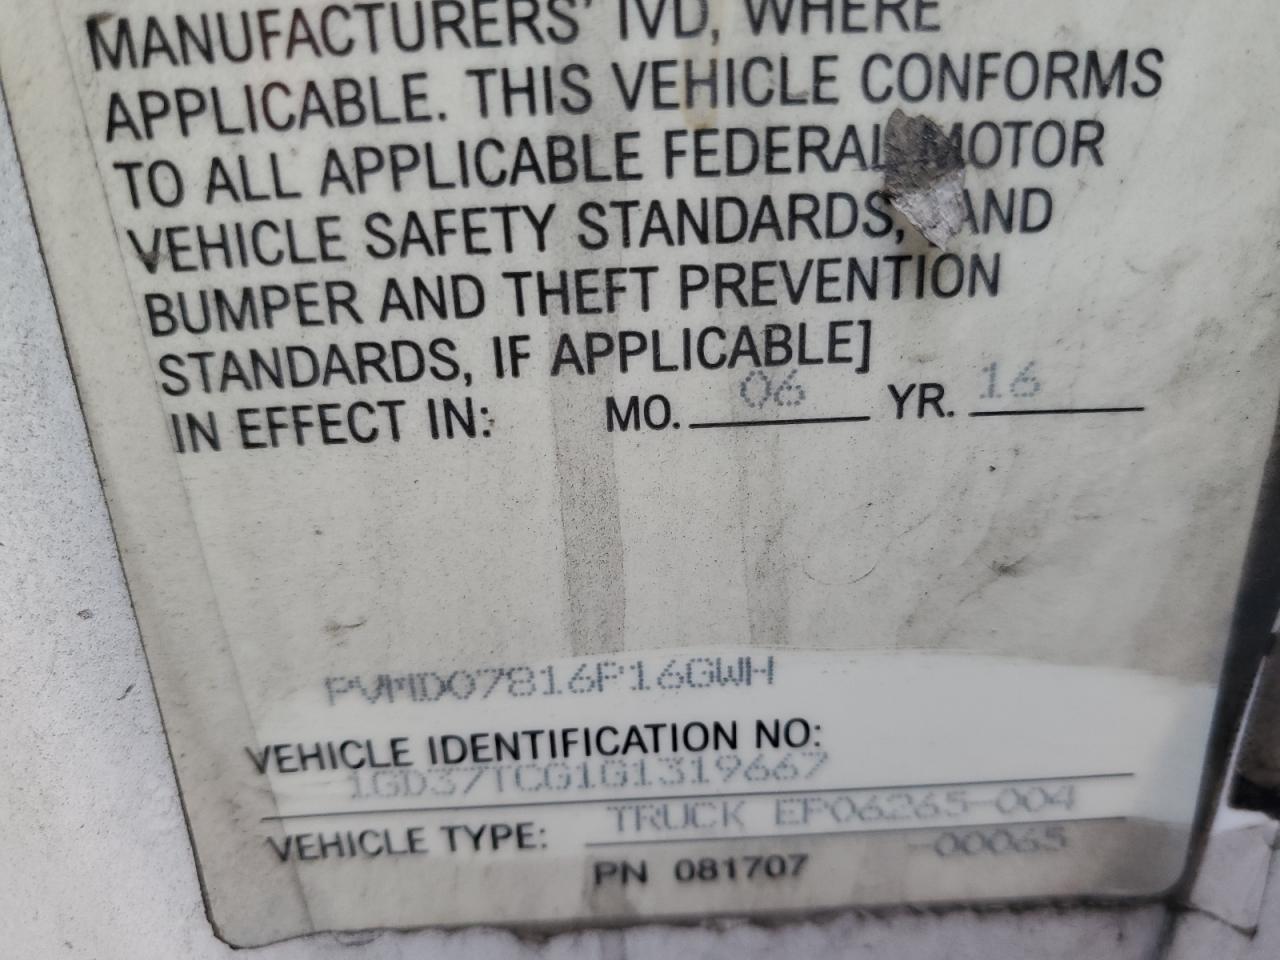 MANUFACTURERS' IVD, WHERE
APPLICABLE. THIS VEHICLE CONFORMS
TO ALL APPLICABLE FEDERAL MOTOR
VEHICLE SAFETY STANDARDS, AND
BUMPER AND THEFT PREVENTION
STANDARDS, IF APPLICABLE]
IN EFFECT IN: MO. 06 YR. 16
PVMD07816P16GWH
VEHICLE IDENTIFICATION NO:
1GD37TCG1G1319667
VEHICLE TYPE: TRUCK EP06265-004
-00065
PN 081707